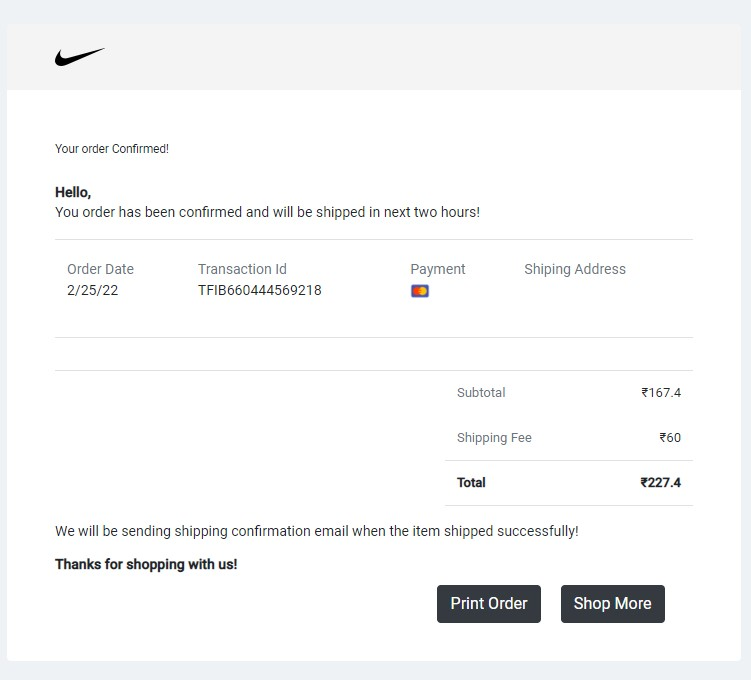 Your order Confirmed!
Hello,
You order has been confirmed and will be shipped in next two hours!
Order Date Transaction Id Payment Shiping Address
2/25/22 TFIB660444569218
Subtotal ₹167.4
Shipping Fee ₹60
Total ₹227.4
We will be sending shipping confirmation email when the item shipped successfully!
Thanks for shopping with us!
Print Order Shop More